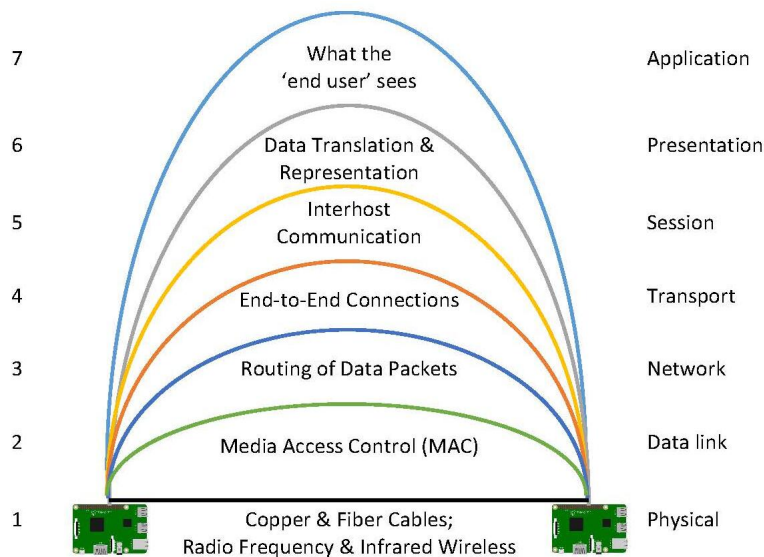 7 What the 'end user' sees Application
6 Data Translation & Representation Presentation
5 Interhost Communication Session
4 End-to-End Connections Transport
3 Routing of Data Packets Network
2 Media Access Control (MAC) Data link
1 Copper & Fiber Cables; Radio Frequency & Infrared Wireless Physical